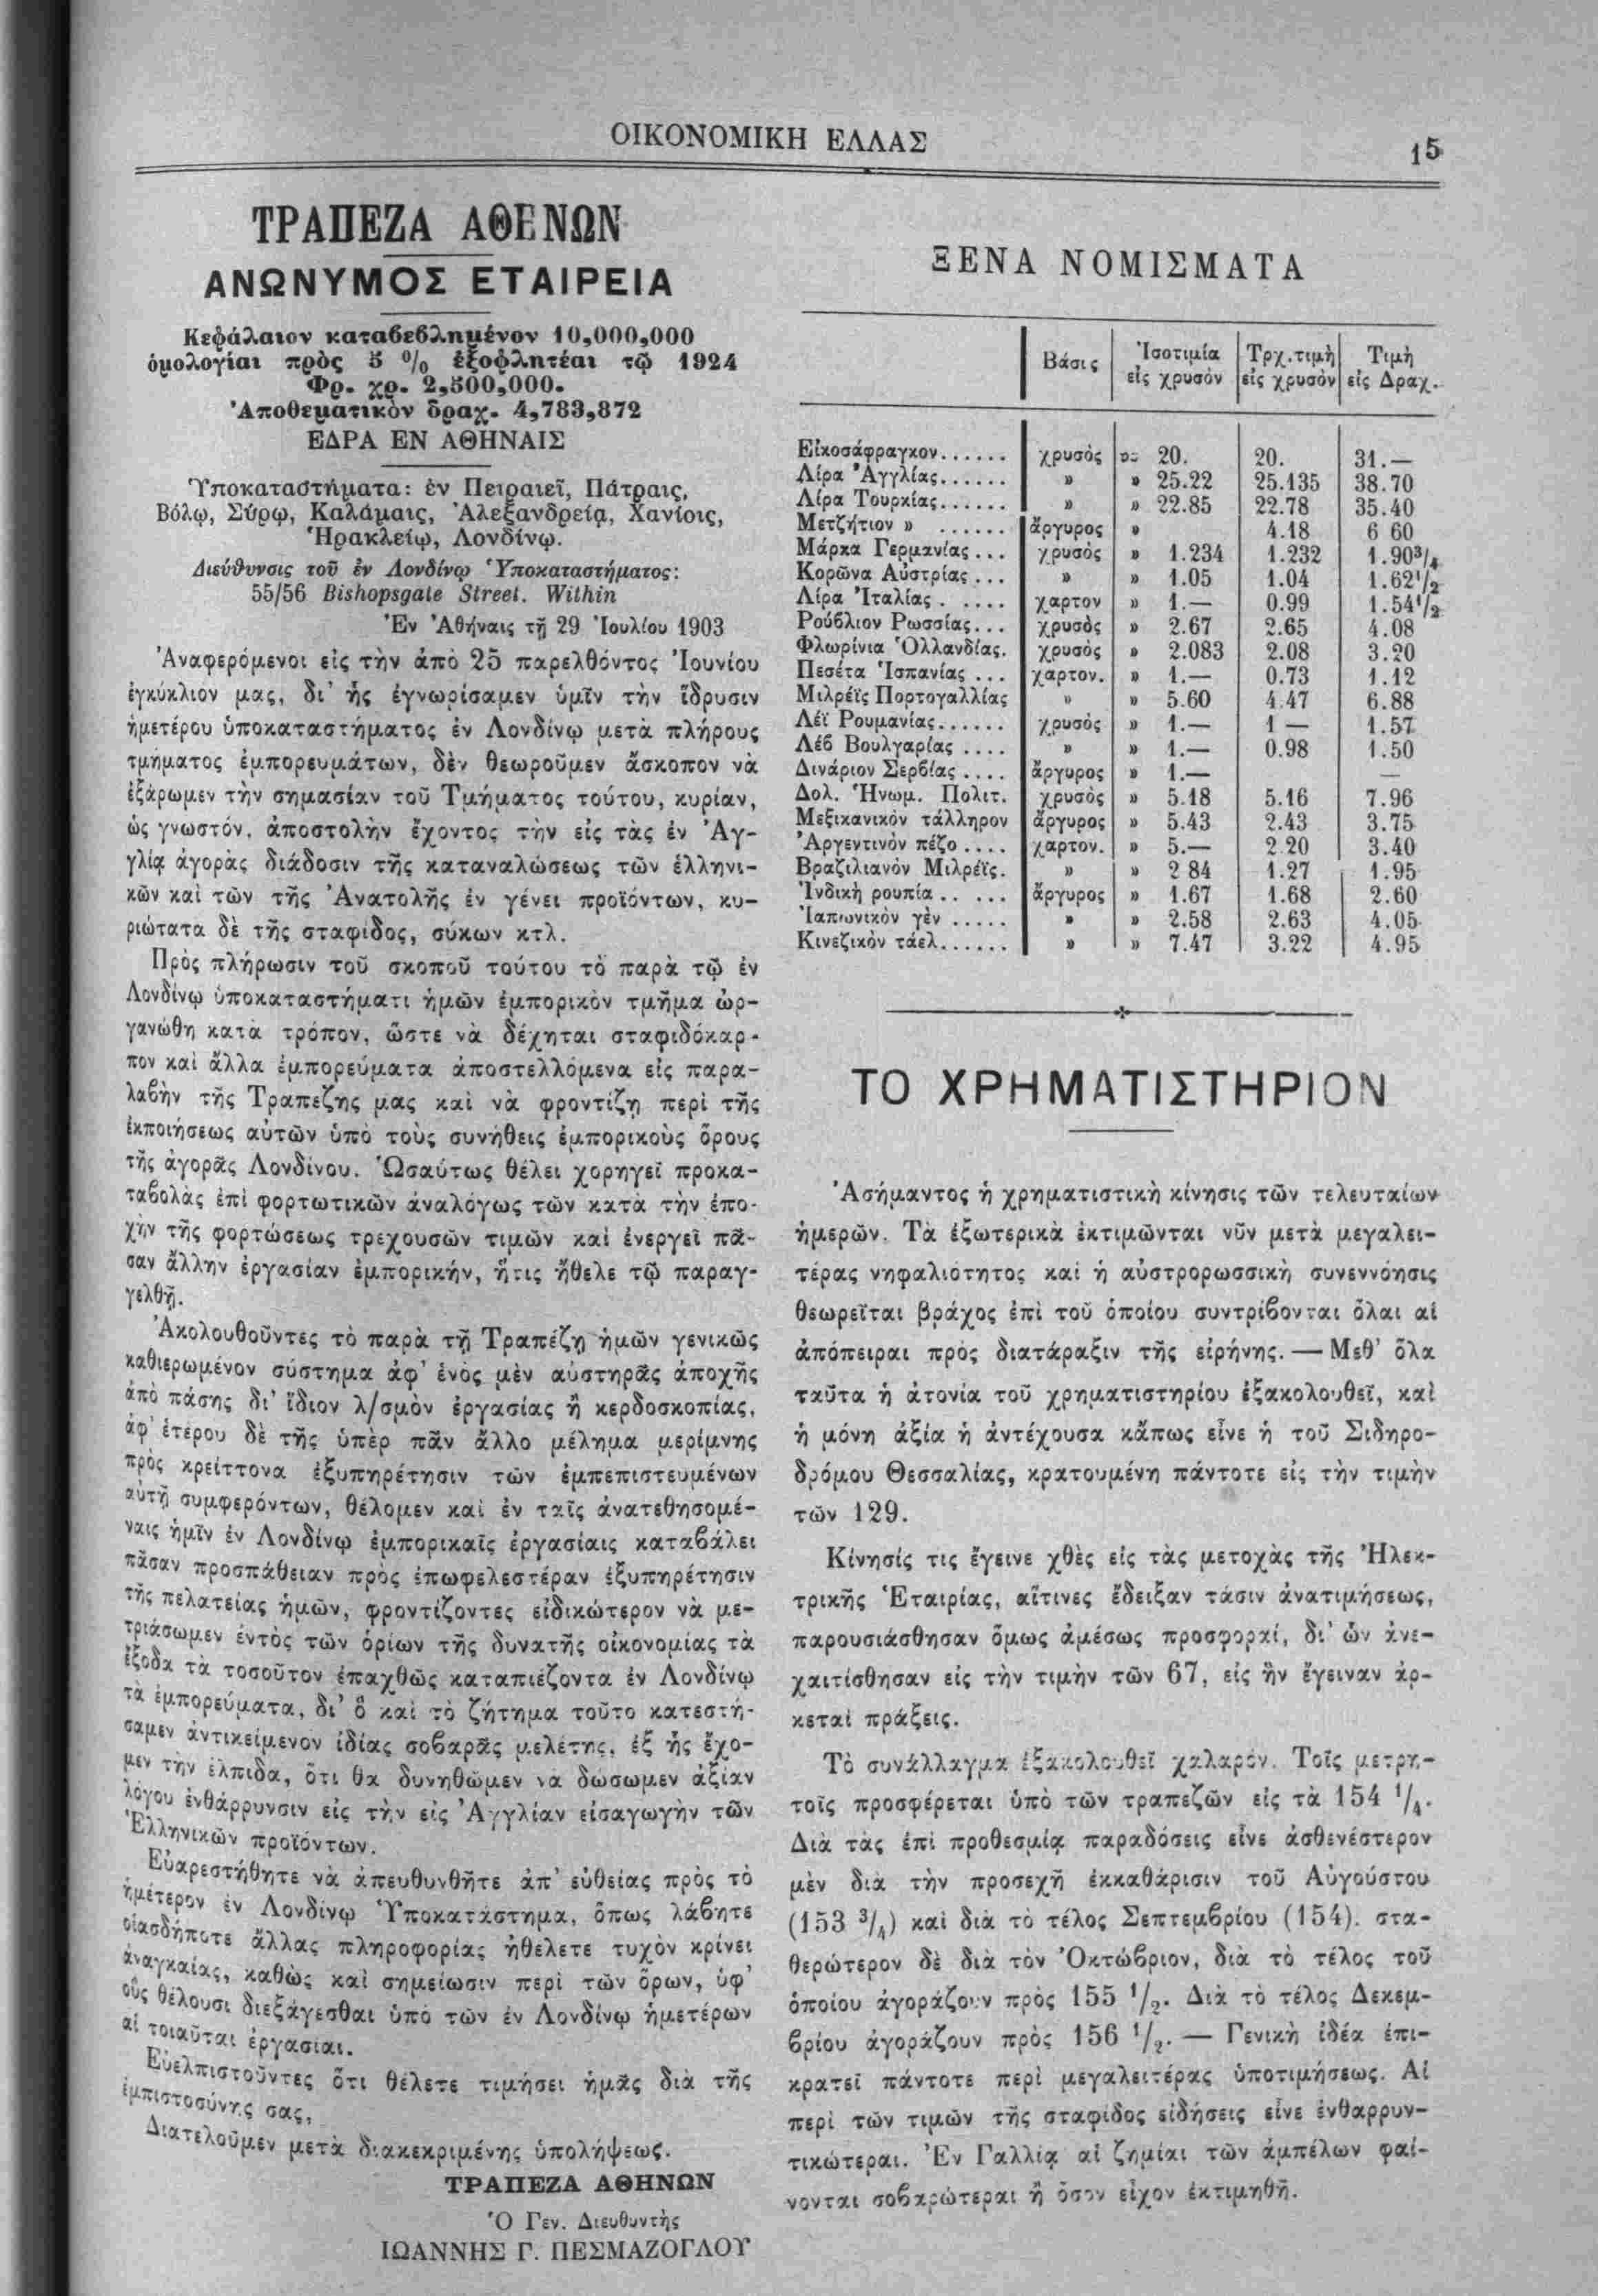 ΟΙΚΟΝΟΜΙΚΗ ΕΛΛΑΣ
15
ΤΡΑΠΕΖΑ ΑΘΕΝΩΝ
ΑΝΩΝΥΜΟΣ ΕΤΑΙΡΕΙΑ
Κεφάλαιον καταβεβλημένον 10,000,000
ὁμολογίαι πρὸς 5 % ἐξοφλητέαι τῷ 1924
Φρ. χρ. 2,500,000.
Ἀποθεματικὸν δραχ. 4,783,872
ΕΔΡΑ ΕΝ ΑΘΗΝΑΙΣ
Ὑποκαταστήματα: ἐν Πειραιεῖ, Πάτραις,
Βόλῳ, Σύρῳ, Καλάμαις, Ἀλεξανδρείᾳ, Χανίοις,
Ἡρακλείῳ, Λονδίνῳ.
Διεύθυνσις τοῦ ἐν Λονδίνῳ Ὑποκαταστήματος:
55/56 Bishopsgate Street. Within
Ἐν Ἀθήναις τῇ 29 Ἰουλίου 1903
Ἀναφερόμενοι εἰς τὴν ἀπὸ 25 παρελθόντος Ἰουνίου
ἐγκύκλιον μας, δι' ἧς ἐγνωρίσαμεν ὑμῖν τὴν ἵδρυσιν
ἡμετέρου ὑποκαταστήματος ἐν Λονδίνῳ μετὰ πλήρους
τμήματος ἐμπορευμάτων, δὲν θεωροῦμεν ἄσκοπον νὰ
ἐξάρωμεν τὴν σημασίαν τοῦ Τμήματος τούτου, κυρίαν,
ὡς γνωστόν, ἀποστολὴν ἔχοντος τὴν εἰς τὰς ἐν Ἀγ-
γλίᾳ ἀγορὰς διάδοσιν τῆς καταναλώσεως τῶν ἑλληνι-
κῶν καὶ τῶν τῆς Ἀνατολῆς ἐν γένει προϊόντων, κυ-
ριώτατα δὲ τῆς σταφίδος, σύκων κτλ.
Πρὸς πλήρωσιν τοῦ σκοποῦ τούτου τὸ παρὰ τῷ ἐν
Λονδίνῳ ὑποκαταστήματι ἡμῶν ἐμπορικὸν τμῆμα ὠρ-
γανώθη κατὰ τρόπον, ὥστε νὰ δέχηται σταφιδόκαρ-
πον καὶ ἄλλα ἐμπορεύματα ἀποστελλόμενα εἰς παρα-
λαβὴν τῆς Τραπέζης μας καὶ νὰ φροντίζῃ περὶ τῆς
ἐκποιήσεως αὐτῶν ὑπὸ τοὺς συνήθεις ἐμπορικοὺς ὅρους
τῆς ἀγορᾶς Λονδίνου. Ὡσαύτως θέλει χορηγεῖ προκα-
ταβολὰς ἐπὶ φορτωτικῶν ἀναλόγως τῶν κατὰ τὴν ἐπο-
χὴν τῆς φορτώσεως τρεχουσῶν τιμῶν καὶ ἐνεργεῖ πᾶ-
σαν ἄλλην ἐργασίαν ἐμπορικήν, ἥτις ἤθελε τῷ παραγ-
γελθῇ.
Ἀκολουθοῦντες τὸ παρὰ τῇ Τραπέζῃ ἡμῶν γενικῶς
καθιερωμένον σύστημα ἀφ' ἑνὸς μὲν αὐστηρᾶς ἀποχῆς
ἀπὸ πάσης δι' ἴδιον λ/σμὸν ἐργασίας ἢ κερδοσκοπίας,
ἀφ' ἑτέρου δὲ τῆς ὑπὲρ πᾶν ἄλλο μέλημα μερίμνης
πρὸς κρείττονα ἐξυπηρέτησιν τῶν ἐμπεπιστευμένων
αὐτῇ συμφερόντων, θέλομεν καὶ ἐν ταῖς ἀνατεθησομέ-
ναις ἡμῖν ἐν Λονδίνῳ ἐμπορικαῖς ἐργασίαις καταβάλει
πᾶσαν προσπάθειαν πρὸς ἐπωφελεστέραν ἐξυπηρέτησιν
τῆς πελατείας ἡμῶν, φροντίζοντες εἰδικώτερον νὰ με-
τριάσωμεν ἐντὸς τῶν ὁρίων τῆς δυνατῆς οἰκονομίας τὰ
ἔξοδα τὰ τοσοῦτον ἐπαχθῶς καταπιέζοντα ἐν Λονδίνῳ
τὰ ἐμπορεύματα, δι' ὃ καὶ τὸ ζήτημα τοῦτο κατεστή-
σαμεν ἀντικείμενον ἰδίας σοβαρᾶς μελέτης, ἐξ ἧς ἔχο-
μεν τὴν ἐλπίδα, ὅτι θὰ δυνηθῶμεν νὰ δώσωμεν ἀξίαν
λόγου ἐνθάρρυνσιν εἰς τὴν εἰς Ἀγγλίαν εἰσαγωγὴν τῶν
Ἑλληνικῶν προϊόντων.
Εὐαρεστήθητε νὰ ἀπευθυνθῆτε ἀπ' εὐθείας πρὸς τὸ
ἡμέτερον ἐν Λονδίνῳ Ὑποκατάστημα, ὅπως λάβητε
οἱασδήποτε ἄλλας πληροφορίας ἠθέλετε τυχὸν κρίνει
ἀναγκαίας, καθὼς καὶ σημείωσιν περὶ τῶν ὅρων, ὑφ'
οὓς θέλουσι διεξάγεσθαι ὑπὸ τῶν ἐν Λονδίνῳ ἡμετέρων
αἱ τοιαῦται ἐργασίαι.
Εὐελπιστοῦντες ὅτι θέλετε τιμήσει ἡμᾶς διὰ τῆς
ἐμπιστοσύνης σας,
Διατελοῦμεν μετὰ διακεκριμένης ὑπολήψεως.
ΤΡΑΠΕΖΑ ΑΘΗΝΩΝ
Ὁ Γεν. Διευθυντὴς
ΙΩΑΝΝΗΣ Γ. ΠΕΣΜΑΖΟΓΛΟΥ
ΞΕΝΑ ΝΟΜΙΣΜΑΤΑ
Βάσις Ἰσοτιμία εἰς χρυσόν Τρχ.τιμὴ εἰς χρυσόν Τιμὴ εἰς Δραχ.
Εἰκοσάφραγκον...... χρυσὸς 20. 20. 31.—
Λίρα Ἀγγλίας...... » » 25.22 25.135 38.70
Λίρα Τουρκίας...... » » 22.85 22.78 35.40
Μετζήτιον » ...... ἄργυρος » 4.18 6 60
Μάρκα Γερμανίας... χρυσὸς » 1.234 1.232 1.90³/₄
Κορῶνα Αὐστρίας... » » 1.05 1.04 1.62¹/₂
Λίρα Ἰταλίας..... χαρτον » 1.— 0.99 1.54¹/₂
Ρούβλιον Ρωσσίας... χρυσὸς » 2.67 2.65 4.08
Φλωρίνια Ὁλλανδίας. χρυσὸς » 2.083 2.08 3.20
Πεσέτα Ἱσπανίας ... χαρτον. » 1.— 0.73 1.12
Μιλρέϊς Πορτογαλλίας » » 5.60 4.47 6.88
Λέϊ Ρουμανίας...... χρυσὸς » 1.— 1 — 1.57
Λέβ Βουλγαρίας .... » » 1.— 0.98 1.50
Δινάριον Σερβίας .... ἄργυρος » 1.— —
Δολ. Ἡνωμ. Πολιτ. χρυσὸς » 5.18 5.16 7.96
Μεξικανικὸν τάλληρον ἄργυρος » 5.43 2.43 3.75
Ἀργεντινὸν πέζο.... χαρτον. » 5.— 2.20 3.40
Βραζιλιανὸν Μιλρέϊς. » » 2 84 1.27 1.95
Ἰνδικὴ ρουπία..... ἄργυρος » 1.67 1.68 2.60
Ἰαπωνικὸν γὲν ..... » » 2.58 2.63 4.05
Κινεζικὸν τάελ...... » » 7.47 3.22 4.95
ΤΟ ΧΡΗΜΑΤΙΣΤΗΡΙΟΝ
Ἀσήμαντος ἡ χρηματιστικὴ κίνησις τῶν τελευταίων
ἡμερῶν. Τὰ ἐξωτερικὰ ἐκτιμῶνται νῦν μετὰ μεγαλει-
τέρας νηφαλιότητος καὶ ἡ αὐστρορωσσικὴ συνεννόησις
θεωρεῖται βράχος ἐπὶ τοῦ ὁποίου συντρίβονται ὅλαι αἱ
ἀπόπειραι πρὸς διατάραξιν τῆς εἰρήνης. — Μεθ' ὅλα
ταῦτα ἡ ἀτονία τοῦ χρηματιστηρίου ἐξακολουθεῖ, καὶ
ἡ μόνη ἀξία ἡ ἀντέχουσα κάπως εἶνε ἡ τοῦ Σιδηρο-
δρόμου Θεσσαλίας, κρατουμένη πάντοτε εἰς τὴν τιμὴν
τῶν 129.
Κίνησίς τις ἔγεινε χθὲς εἰς τὰς μετοχὰς τῆς Ἠλεκ-
τρικῆς Ἑταιρίας, αἵτινες ἔδειξαν τάσιν ἀνατιμήσεως,
παρουσιάσθησαν ὅμως ἀμέσως προσφοραί, δι' ὧν ἀνε-
χαιτίσθησαν εἰς τὴν τιμὴν τῶν 67, εἰς ἣν ἔγειναν ἀρ-
κεταὶ πράξεις.
Τὸ συνάλλαγμα ἐξακολουθεῖ χαλαρόν. Τοῖς μετρη-
τοῖς προσφέρεται ὑπὸ τῶν τραπεζῶν εἰς τὰ 154 ¹/₄.
Διὰ τὰς ἐπὶ προθεσμίᾳ παραδόσεις εἶνε ἀσθενέστερον
μὲν διὰ τὴν προσεχῆ ἐκκαθάρισιν τοῦ Αὐγούστου
(153 ³/₄) καὶ διὰ τὸ τέλος Σεπτεμβρίου (154). στα-
θερώτερον δὲ διὰ τὸν Ὀκτώβριον, διὰ τὸ τέλος τοῦ
ὁποίου ἀγοράζουν πρὸς 155 ¹/₂. Διὰ τὸ τέλος Δεκεμ-
βρίου ἀγοράζουν πρὸς 156 ¹/₂. — Γενικὴ ἰδέα ἐπι-
κρατεῖ πάντοτε περὶ μεγαλειτέρας ὑποτιμήσεως. Αἱ
περὶ τῶν τιμῶν τῆς σταφίδος εἰδήσεις εἶνε ἐνθαρρυν-
τικώτεραι. Ἐν Γαλλίᾳ αἱ ζημίαι τῶν ἀμπέλων φαί-
νονται σοβαρώτεραι ἢ ὅσον εἶχον ἐκτιμηθῆ.